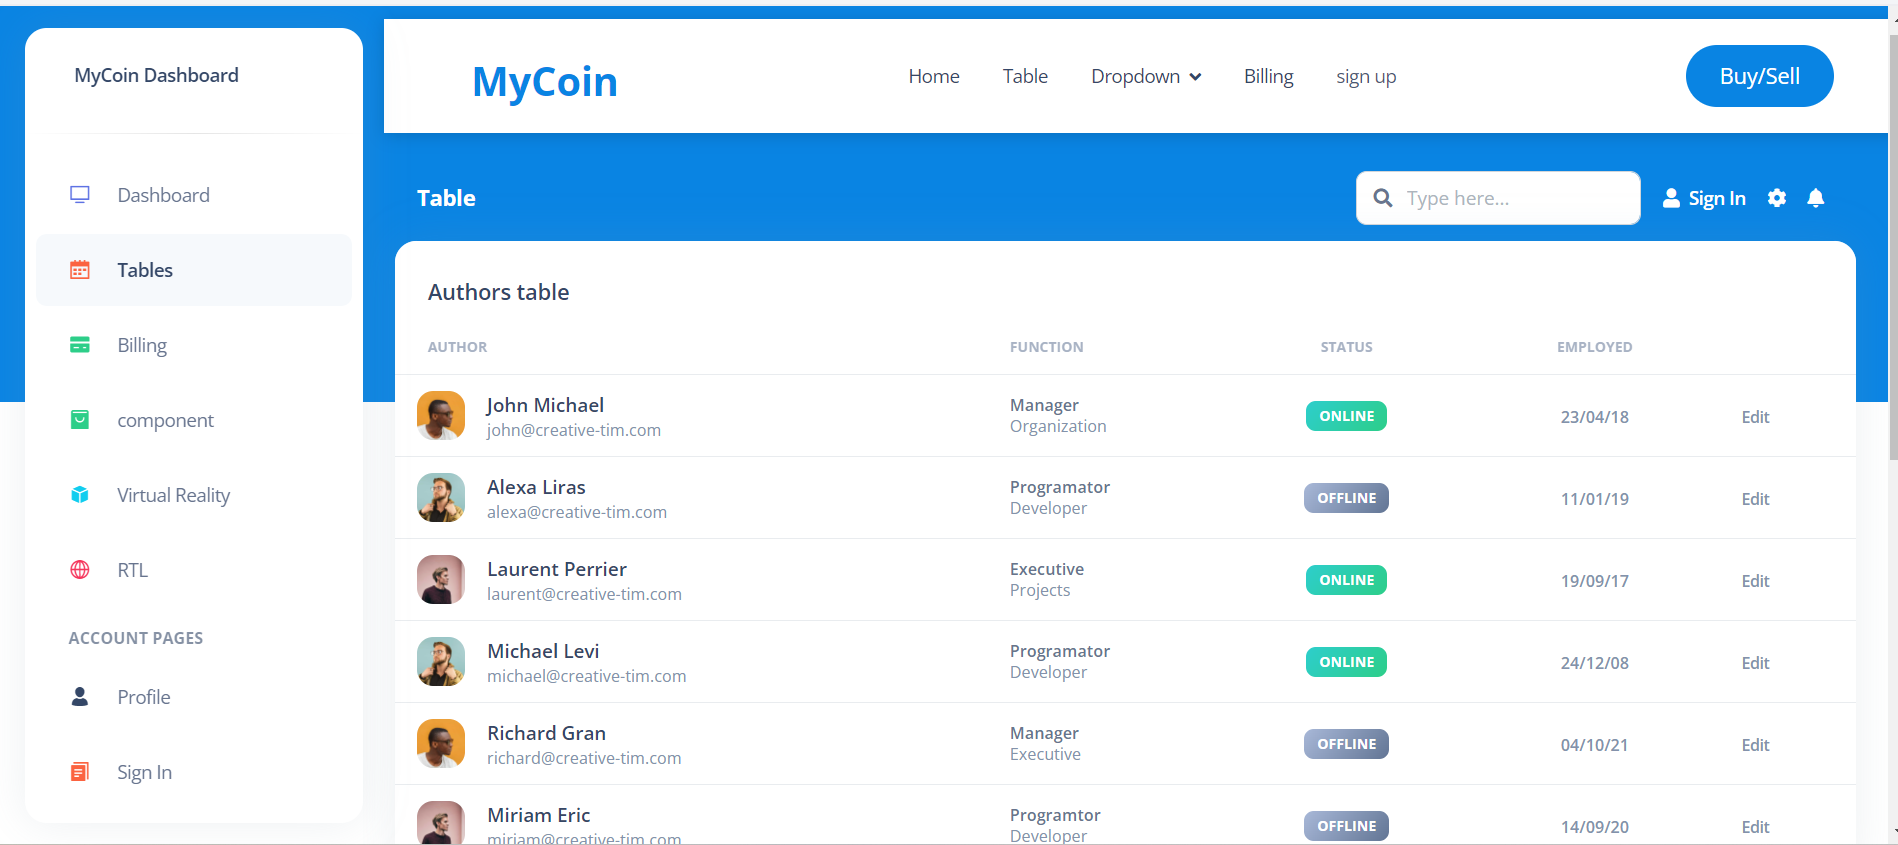 MyCoin Dashboard
Dashboard
Tables
Billing
component
Virtual Reality
RTL
ACCOUNT PAGES
Profile
Sign In
MyCoin
Home Table Dropdown Billing sign up
Buy/Sell
Table
Type here...
Sign In
Authors table
AUTHOR FUNCTION STATUS EMPLOYED
John Michael
john@creative-tim.com
Manager
Organization
ONLINE
23/04/18
Edit
Alexa Liras
alexa@creative-tim.com
Programator
Developer
OFFLINE
11/01/19
Edit
Laurent Perrier
laurent@creative-tim.com
Executive
Projects
ONLINE
19/09/17
Edit
Michael Levi
michael@creative-tim.com
Programator
Developer
ONLINE
24/12/08
Edit
Richard Gran
richard@creative-tim.com
Manager
Executive
OFFLINE
04/10/21
Edit
Miriam Eric
miriam@creative-tim.com
Programtor
Developer
OFFLINE
14/09/20
Edit